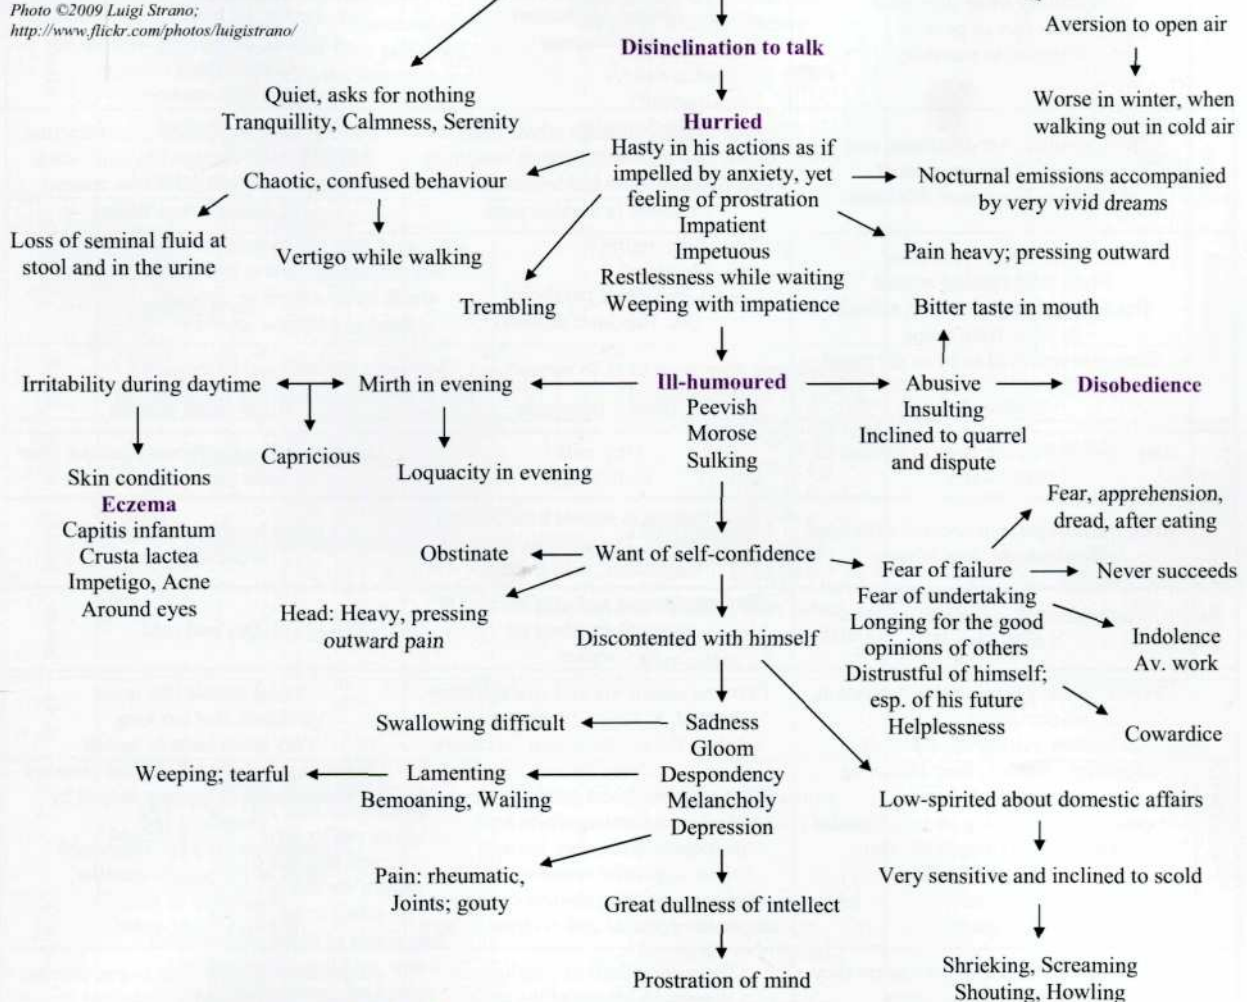 Photo ©2009 Luigi Strano;
http://www.flickr.com/photos/luigistrano/
Aversion to open air
Disinclination to talk
Quiet, asks for nothing
Tranquillity, Calmness, Serenity
Worse in winter, when
walking out in cold air
Hurried
Hasty in his actions as if
impelled by anxiety, yet
feeling of prostration
Impatient
Impetuous
Restlessness while waiting
Weeping with impatience
Chaotic, confused behaviour
Nocturnal emissions accompanied
by very vivid dreams
Loss of seminal fluid at
stool and in the urine
Vertigo while walking
Trembling
Pain heavy; pressing outward
Bitter taste in mouth
Irritability during daytime
Mirth in evening
Ill-humoured
Peevish
Morose
Sulking
Abusive
Insulting
Inclined to quarrel
and dispute
Disobedience
Capricious
Loquacity in evening
Skin conditions
Eczema
Capitis infantum
Crusta lactea
Impetigo, Acne
Around eyes
Fear, apprehension,
dread, after eating
Obstinate
Want of self-confidence
Fear of failure
Fear of undertaking
Longing for the good
opinions of others
Distrustful of himself;
esp. of his future
Helplessness
Never succeeds
Head: Heavy, pressing
outward pain
Discontented with himself
Indolence
Av. work
Cowardice
Swallowing difficult
Sadness
Gloom
Despondency
Melancholy
Depression
Weeping; tearful
Lamenting
Bemoaning, Wailing
Low-spirited about domestic affairs
Pain: rheumatic,
Joints; gouty
Great dullness of intellect
Very sensitive and inclined to scold
Prostration of mind
Shrieking, Screaming
Shouting, Howling